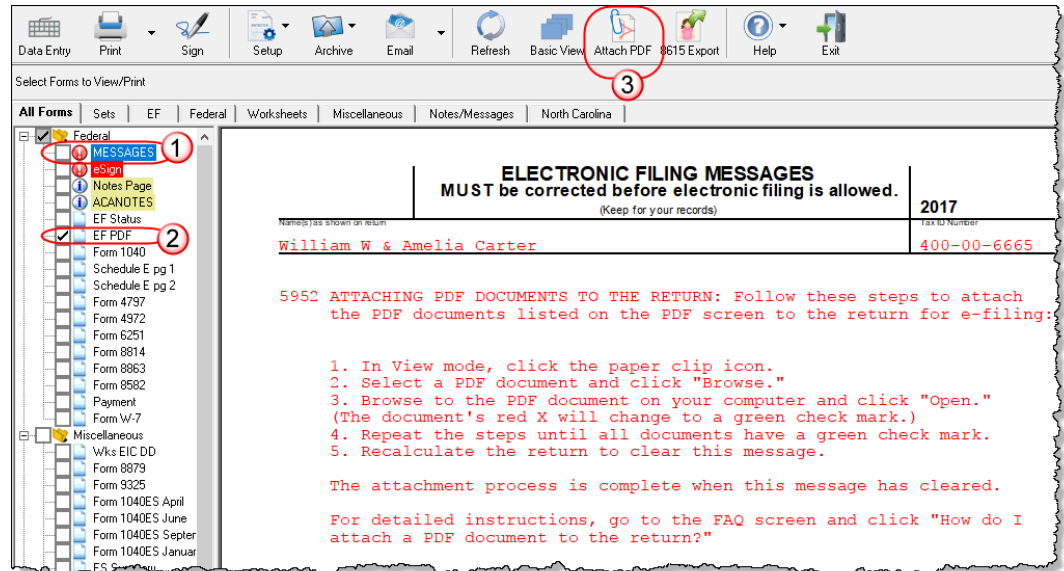 Data Entry Print Sign Setup Archive Email Refresh Basic View Attach PDF 8615 Export Help Exit
3
Select Forms to View/Print
All Forms Sets EF Federal Worksheets Miscellaneous Notes/Messages North Carolina
Federal
MESSAGES 1
eSign
Notes Page
ACANOTES
EF Status
EF PDF 2
Form 1040
Schedule E pg 1
Schedule E pg 2
Form 4797
Form 4972
Form 6251
Form 8814
Form 8863
Form 8582
Payment
Form W-7
Miscellaneous
Wks EIC DD
Form 8879
Form 9325
Form 1040ES April
Form 1040ES June
Form 1040ES Septer
Form 1040ES Januar
ELECTRONIC FILING MESSAGES
MUST be corrected before electronic filing is allowed.
(Keep for your records)
2017
Name(s) as shown on return
Tax ID Number
William W & Amelia Carter
400-00-6665
5952 ATTACHING PDF DOCUMENTS TO THE RETURN: Follow these steps to attach
the PDF documents listed on the PDF screen to the return for e-filing:
1. In View mode, click the paper clip icon.
2. Select a PDF document and click "Browse."
3. Browse to the PDF document on your computer and click "Open."
(The document's red X will change to a green check mark.)
4. Repeat the steps until all documents have a green check mark.
5. Recalculate the return to clear this message.
The attachment process is complete when this message has cleared.
For detailed instructions, go to the FAQ screen and click "How do I
attach a PDF document to the return?"